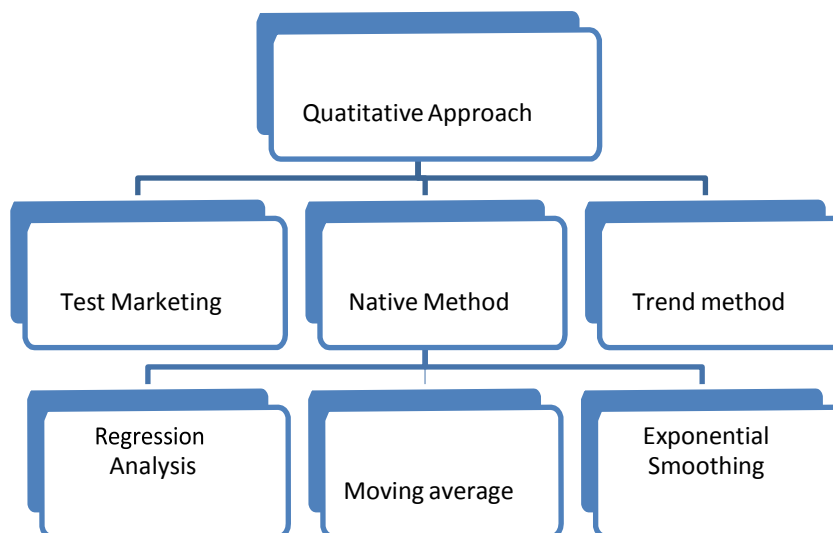 Quatitative Approach
Test Marketing
Native Method
Trend method
Regression
Analysis
Moving average
Exponential
Smoothing